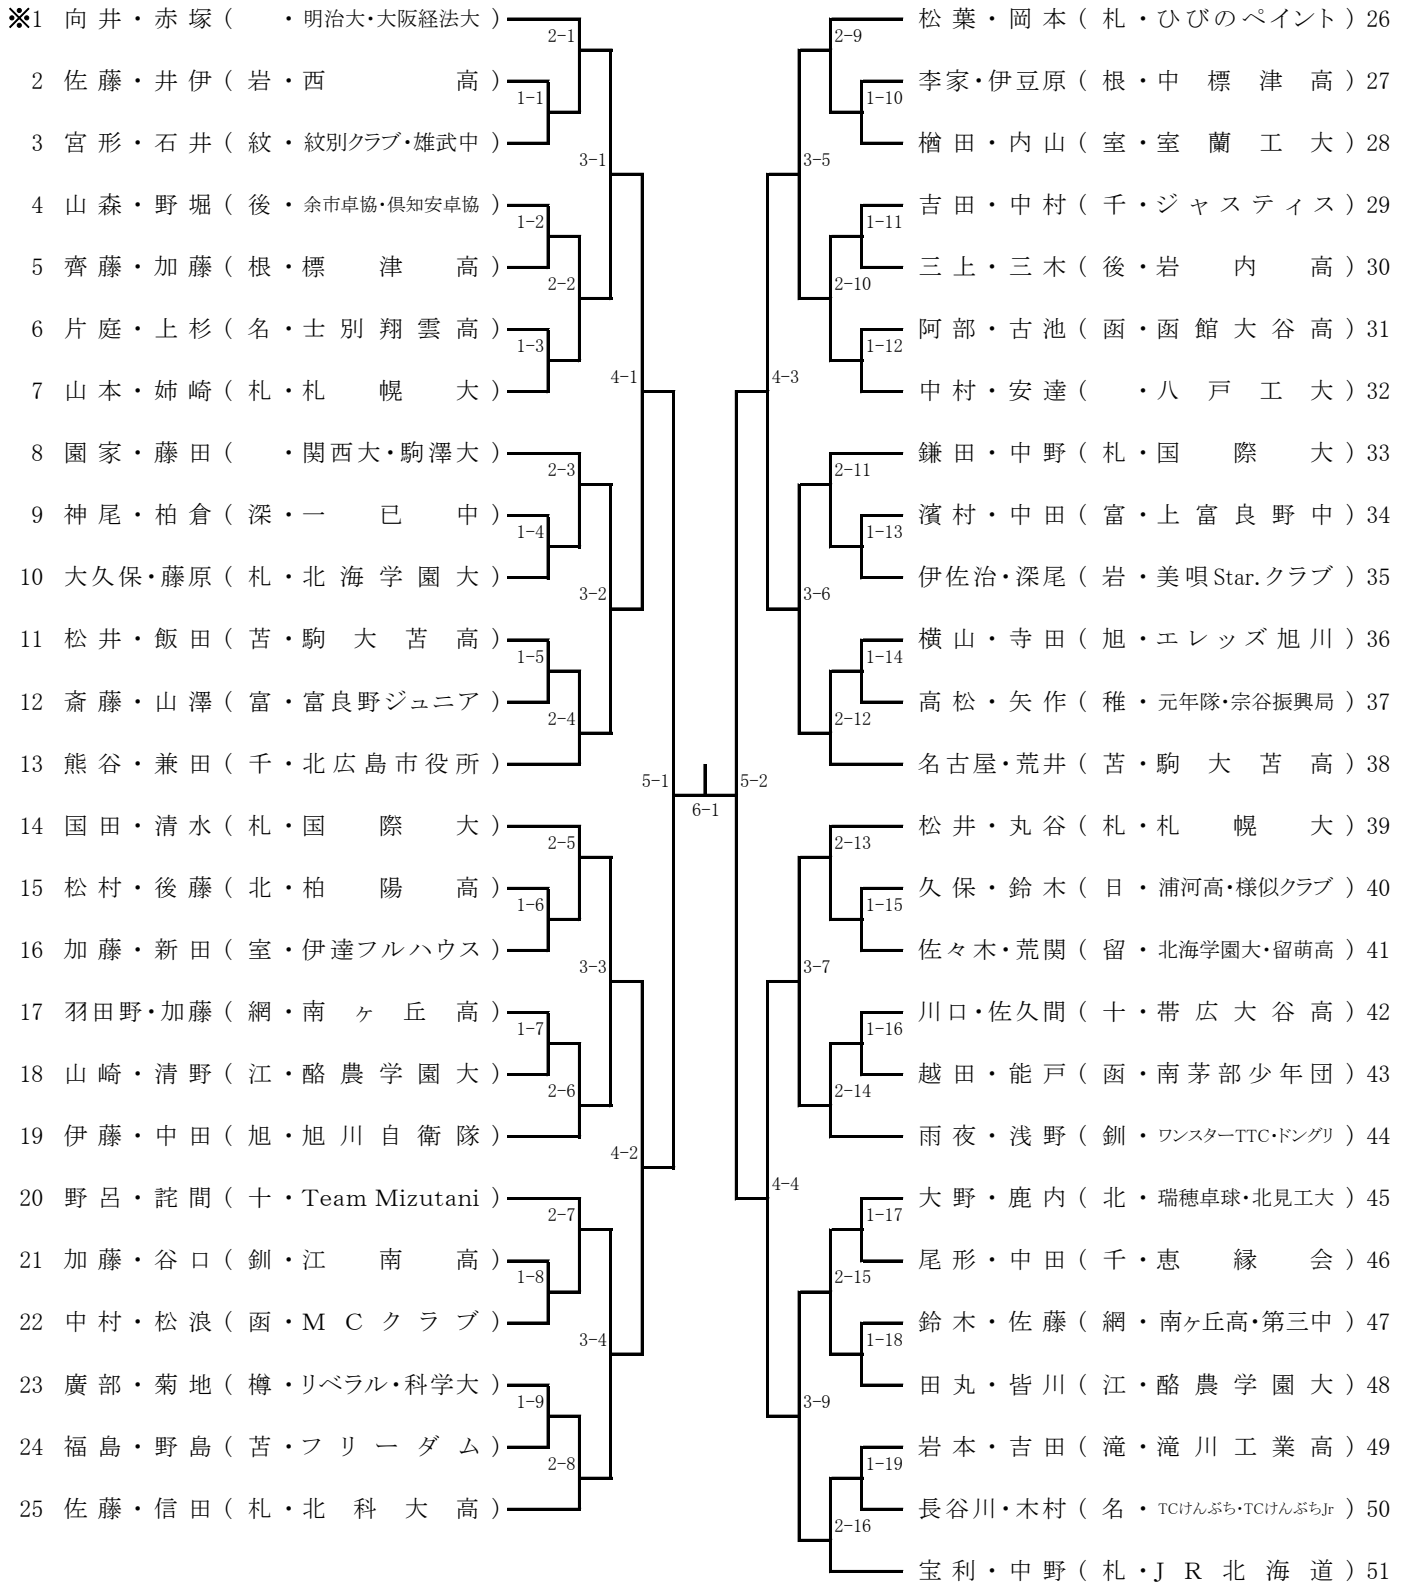 ※1 向井・赤塚 ( ・明治大・大阪経法大 )
2-1
2 佐藤・井伊 ( 岩・西 高 )
1-1
3 宮形・石井 ( 紋・紋別クラブ・雄武中 )
3-1
4 山森・野堀 ( 後・余市卓協・倶知安卓協 )
1-2
5 齊藤・加藤 ( 根・標 津 高 )
2-2
6 片庭・上杉 ( 名・士別翔雲高 )
1-3
7 山本・姉崎 ( 札・札 幌 大 )
4-1
8 園家・藤田 ( ・関西大・駒澤大 )
2-3
9 神尾・柏倉 ( 深・一 已 中 )
1-4
10 大久保・藤原 ( 札・北海学園大 )
3-2
11 松井・飯田 ( 苫・駒大苫高 )
1-5
12 斎藤・山澤 ( 富・富良野ジュニア )
2-4
13 熊谷・兼田 ( 千・北広島市役所 )
5-1
14 国田・清水 ( 札・国 際 大 )
2-5
15 松村・後藤 ( 北・柏 陽 高 )
1-6
16 加藤・新田 ( 室・伊達フルハウス )
3-3
17 羽田野・加藤 ( 網・南ヶ丘高 )
1-7
18 山崎・清野 ( 江・酪農学園大 )
2-6
19 伊藤・中田 ( 旭・旭川自衛隊 )
4-2
20 野呂・詫間 ( 十・Team Mizutani )
2-7
21 加藤・谷口 ( 釧・江 南 高 )
1-8
22 中村・松浪 ( 函・MCクラブ )
3-4
23 廣部・菊地 ( 樽・リベラル・科学大 )
1-9
24 福島・野島 ( 苫・フリーダム )
2-8
25 佐藤・信田 ( 札・北科大高 )
6-1
松葉・岡本 ( 札・ひびのペイント ) 26
2-9
李家・伊豆原 ( 根・中標津高 ) 27
1-10
楢田・内山 ( 室・室蘭工大 ) 28
3-5
吉田・中村 ( 千・ジャスティス ) 29
1-11
三上・三木 ( 後・岩 内 高 ) 30
2-10
阿部・古池 ( 函・函館大谷高 ) 31
1-12
中村・安達 ( ・八戸工大 ) 32
4-3
鎌田・中野 ( 札・国 際 大 ) 33
2-11
濱村・中田 ( 富・上富良野中 ) 34
1-13
伊佐治・深尾 ( 岩・美唄Star.クラブ ) 35
3-6
横山・寺田 ( 旭・エレッズ旭川 ) 36
1-14
高松・矢作 ( 稚・元年隊・宗谷振興局 ) 37
2-12
名古屋・荒井 ( 苫・駒大苫高 ) 38
5-2
松井・丸谷 ( 札・札 幌 大 ) 39
2-13
久保・鈴木 ( 日・浦河高・様似クラブ ) 40
1-15
佐々木・荒関 ( 留・北海学園大・留萌高 ) 41
3-7
川口・佐久間 ( 十・帯広大谷高 ) 42
1-16
越田・能戸 ( 函・南茅部少年団 ) 43
2-14
雨夜・浅野 ( 釧・ワンスターTTC・ドングリ ) 44
4-4
大野・鹿内 ( 北・瑞穂卓球・北見工大 ) 45
1-17
尾形・中田 ( 千・恵 縁 会 ) 46
2-15
鈴木・佐藤 ( 網・南ヶ丘高・第三中 ) 47
1-18
田丸・皆川 ( 江・酪農学園大 ) 48
3-9
岩本・吉田 ( 滝・滝川工業高 ) 49
1-19
長谷川・木村 ( 名・TCけんぶち・TCけんぶちJr ) 50
2-16
宝利・中野 ( 札・JR北海道 ) 51